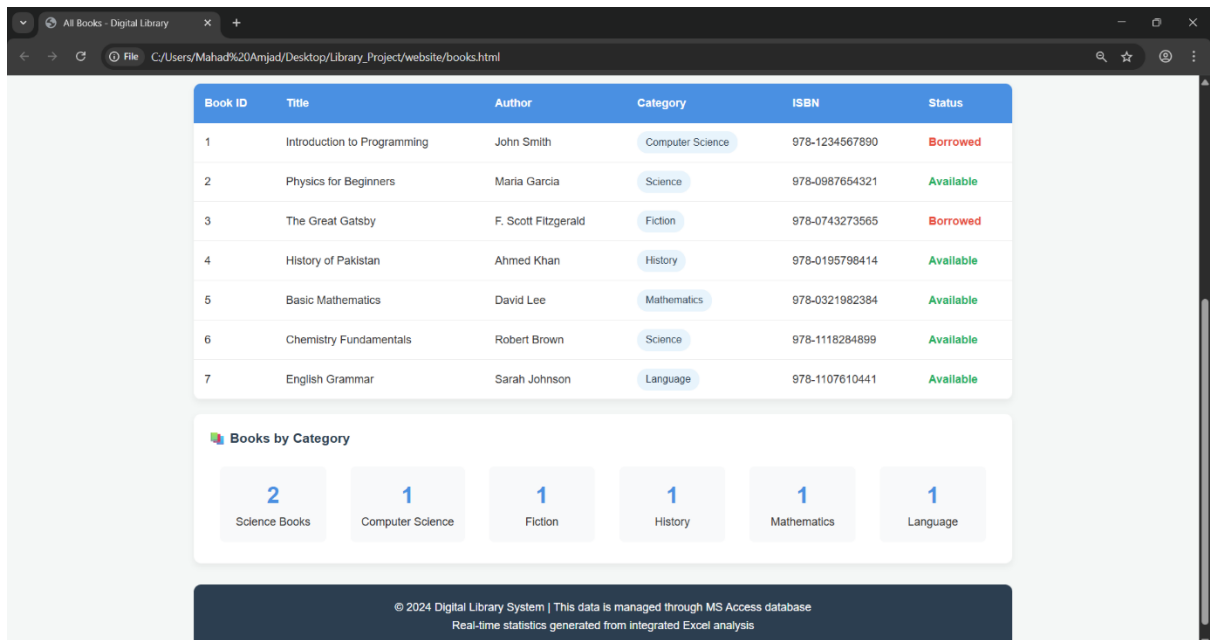 All Books - Digital Library
File C:/Users/Mahad%20Amjad/Desktop/Library_Project/website/books.html
Book ID Title Author Category ISBN Status
1 Introduction to Programming John Smith Computer Science 978-1234567890 Borrowed
2 Physics for Beginners Maria Garcia Science 978-0987654321 Available
3 The Great Gatsby F. Scott Fitzgerald Fiction 978-0743273565 Borrowed
4 History of Pakistan Ahmed Khan History 978-0195798414 Available
5 Basic Mathematics David Lee Mathematics 978-0321982384 Available
6 Chemistry Fundamentals Robert Brown Science 978-1118284899 Available
7 English Grammar Sarah Johnson Language 978-1107610441 Available
Books by Category
2 1 1 1 1 1
Science Books Computer Science Fiction History Mathematics Language
© 2024 Digital Library System | This data is managed through MS Access database
Real-time statistics generated from integrated Excel analysis